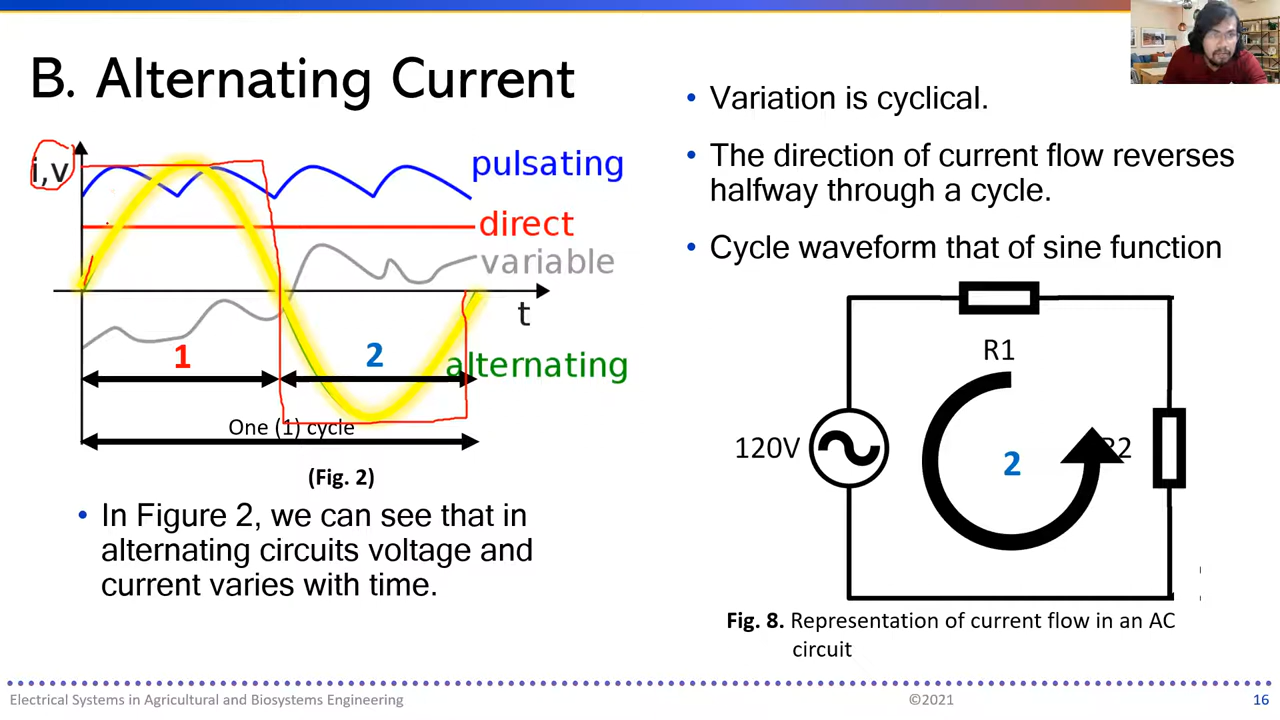 B. Alternating Current
i,v
pulsating
direct
variable
t
1
2
alternating
One (1) cycle
(Fig. 2)
• In Figure 2, we can see that in
alternating circuits voltage and
current varies with time.
• Variation is cyclical.
• The direction of current flow reverses
halfway through a cycle.
• Cycle waveform that of sine function
R1
120V
2
R2
Fig. 8. Representation of current flow in an AC
circuit
Electrical Systems in Agricultural and Biosystems Engineering
©2021
16